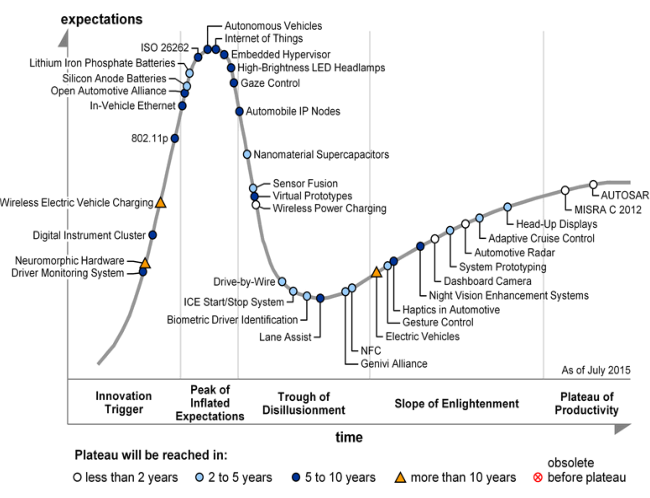 expectations
Autonomous Vehicles
Internet of Things
ISO 26262
Embedded Hypervisor
Lithium Iron Phosphate Batteries
High-Brightness LED Headlamps
Silicon Anode Batteries
Gaze Control
Open Automotive Alliance
In-Vehicle Ethernet
Automobile IP Nodes
802.11p
Nanomaterial Supercapacitors
Sensor Fusion
Virtual Prototypes
Wireless Electric Vehicle Charging
Wireless Power Charging
AUTOSAR
MISRA C 2012
Head-Up Displays
Digital Instrument Cluster
Adaptive Cruise Control
Automotive Radar
Neuromorphic Hardware
System Prototyping
Driver Monitoring System
Drive-by-Wire
Dashboard Camera
ICE Start/Stop System
Night Vision Enhancement Systems
Haptics in Automotive
Biometric Driver Identification
Gesture Control
Lane Assist
Electric Vehicles
NFC
Genivi Alliance
As of July 2015
Innovation
Trigger
Peak of
Inflated
Expectations
Trough of
Disillusionment
Slope of Enlightenment
Plateau of
Productivity
time
Plateau will be reached in:
less than 2 years
2 to 5 years
5 to 10 years
more than 10 years
obsolete
before plateau